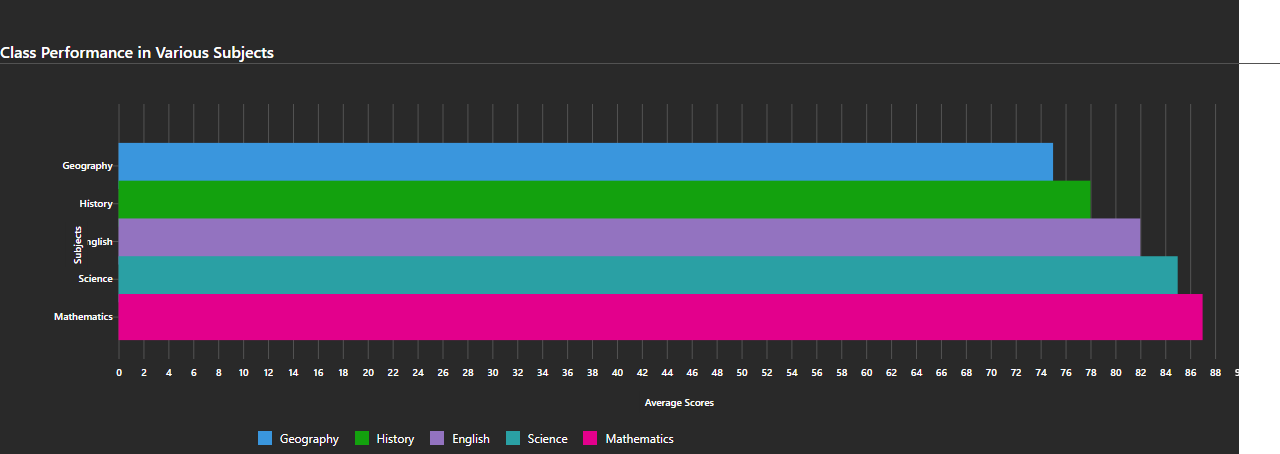 Class Performance in Various Subjects
Geography
History
Subjects
nglish
Science
Mathematics
0 2 4 6 8 10 12 14 16 18 20 22 24 26 28 30 32 34 36 38 40 42 44 46 48 50 52 54 56 58 60 62 64 66 68 70 72 74 76 78 80 82 84 86 88
Average Scores
Geography History English Science Mathematics